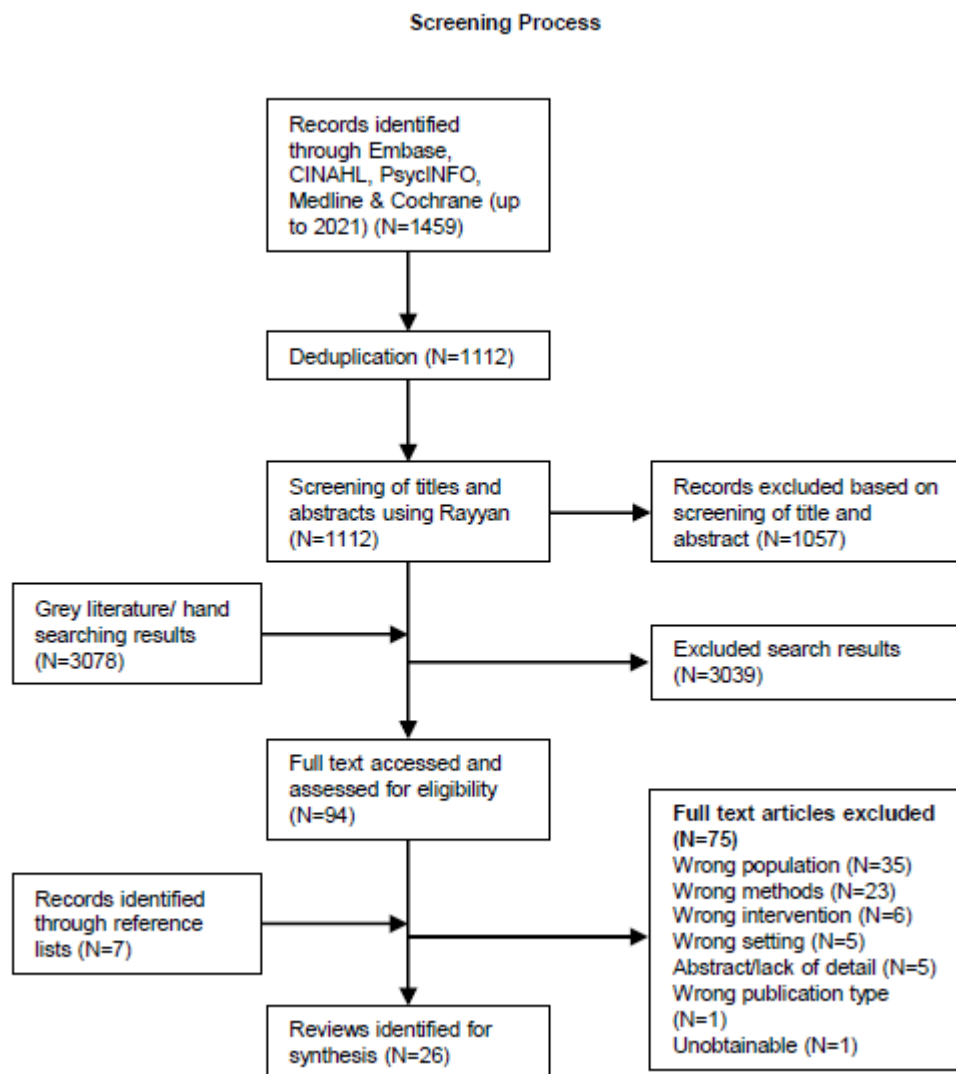 Screening Process
Records identified
through Embase,
CINAHL, PsycINFO,
Medline & Cochrane (up
to 2021) (N=1459)
Deduplication (N=1112)
Screening of titles and
abstracts using Rayyan
(N=1112)
Records excluded based on
screening of title and
abstract (N=1057)
Grey literature/ hand
searching results
(N=3078)
Excluded search results
(N=3039)
Full text accessed and
assessed for eligibility
(N=94)
Full text articles excluded
(N=75)
Wrong population (N=35)
Wrong methods (N=23)
Wrong intervention (N=6)
Wrong setting (N=5)
Abstract/lack of detail (N=5)
Wrong publication type
(N=1)
Unobtainable (N=1)
Records identified
through reference
lists (N=7)
Reviews identified for
synthesis (N=26)